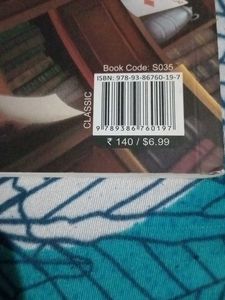 Book Code: S035
ISBN: 978-93-86760-19-7
CLASSIC
9 789386 760197
₹ 140 / $6.99